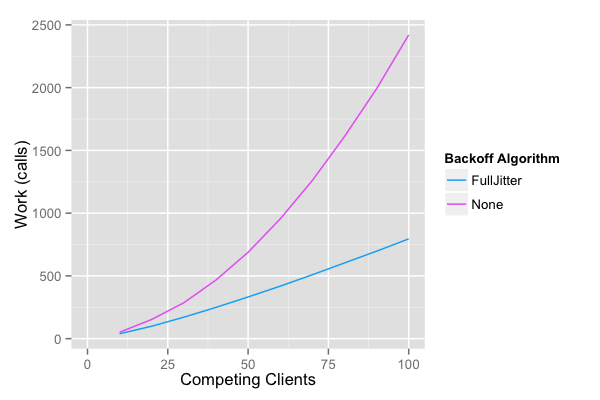 2500
2000
1500
1000
500
0
Work (calls)
0 25 50 75 100
Competing Clients
Backoff Algorithm
FullJitter
None